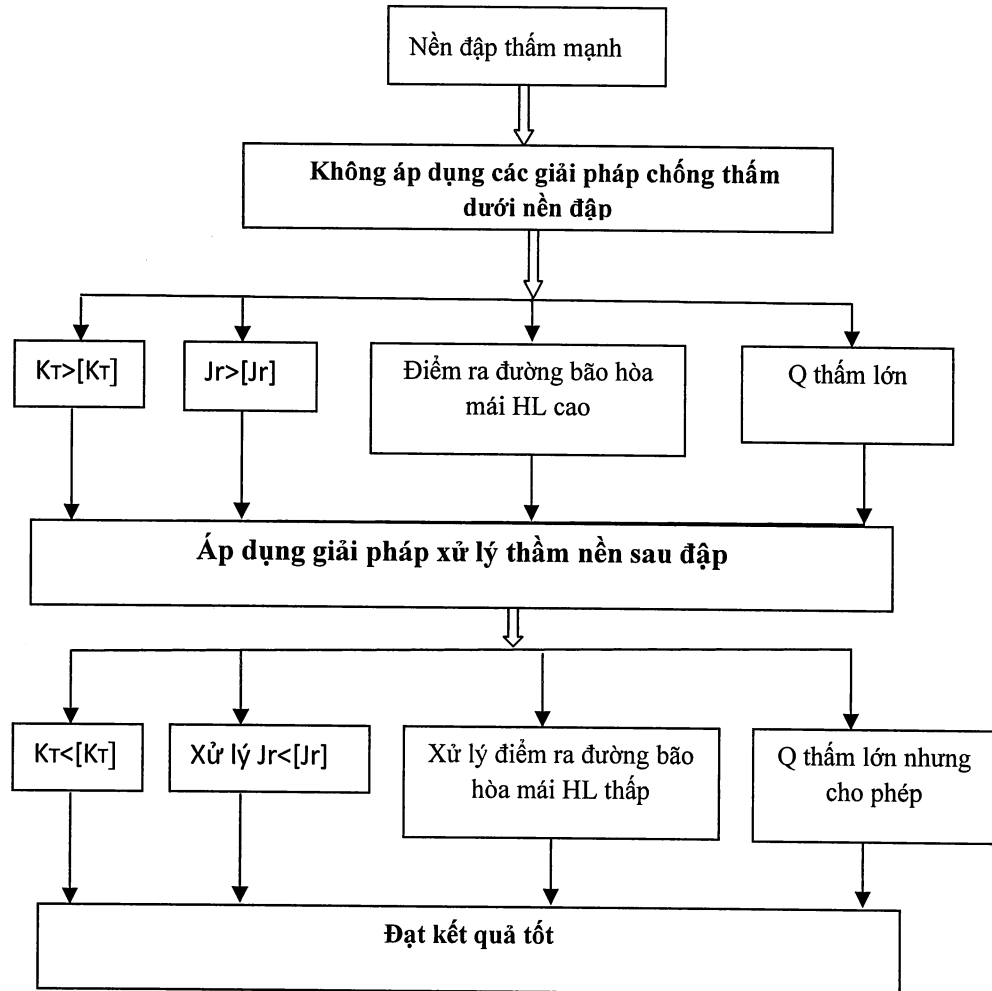 Nền đập thấm mạnh
Không áp dụng các giải pháp chống thấm
dưới nền đập
KT>[KT]
Jr>[Jr]
Điểm ra đường bão hòa
mái HL cao
Q thấm lớn
Áp dụng giải pháp xử lý thầm nền sau đập
KT<[KT]
Xử lý Jr<[Jr]
Xử lý điểm ra đường bão
hòa mái HL thấp
Q thấm lớn nhưng
cho phép
Đạt kết quả tốt